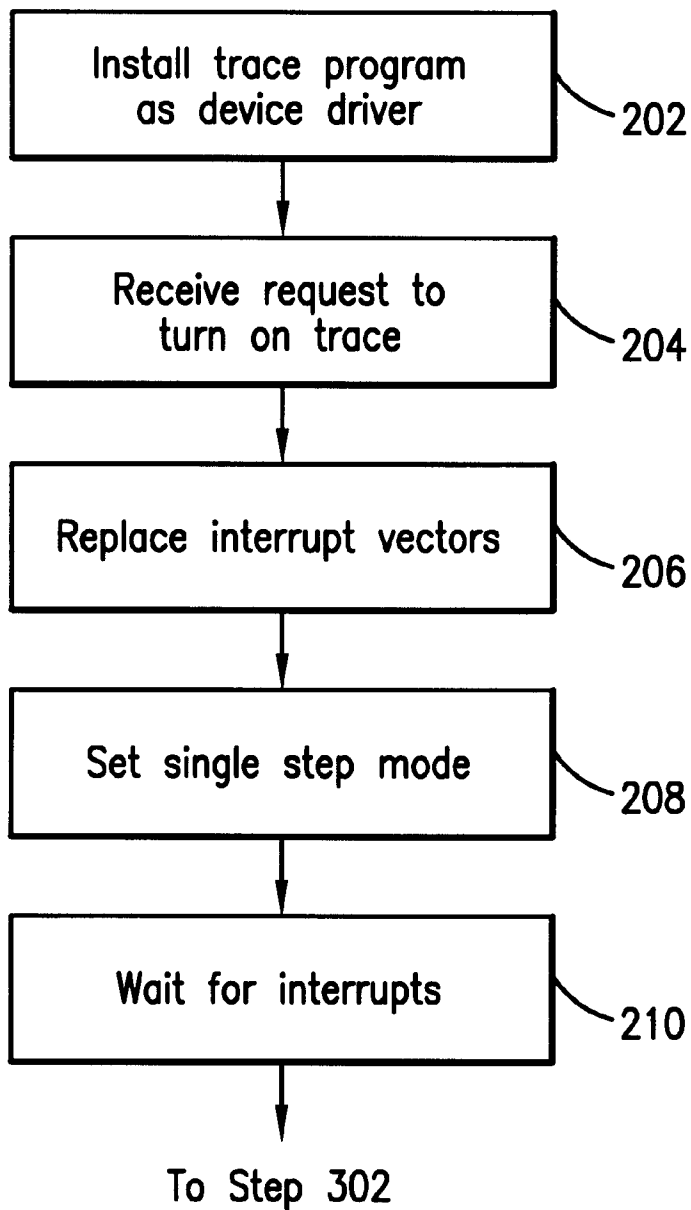 Install trace program
as device driver
202
Receive request to
turn on trace
204
Replace interrupt vectors
206
Set single step mode
208
Wait for interrupts
210
To Step 302